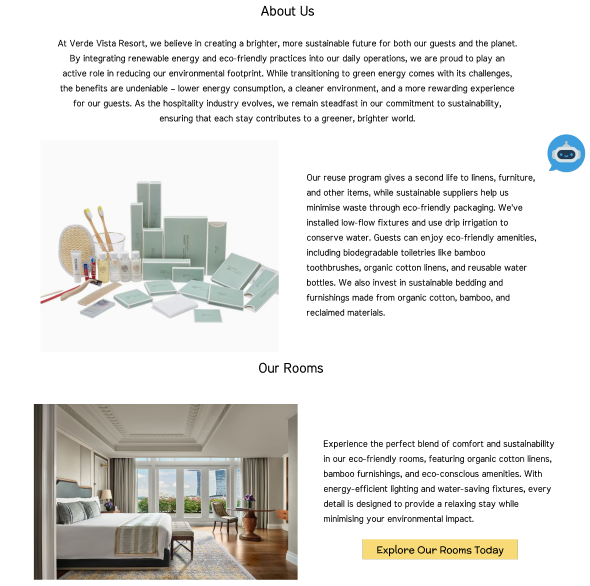 About Us
At Verde Vista Resort, we believe in creating a brighter, more sustainable future for both our guests and the planet.
By integrating renewable energy and eco-friendly practices into our daily operations, we are proud to play an
active role in reducing our environmental footprint. While transitioning to green energy comes with its challenges,
the benefits are undeniable – lower energy consumption, a cleaner environment, and a more rewarding experience
for our guests. As the hospitality industry evolves, we remain steadfast in our commitment to sustainability,
ensuring that each stay contributes to a greener, brighter world.
Our reuse program gives a second life to linens, furniture,
and other items, while sustainable suppliers help us
minimise waste through eco-friendly packaging. We've
installed low-flow fixtures and use drip irrigation to
conserve water. Guests can enjoy eco-friendly amenities,
including biodegradable toiletries like bamboo
toothbrushes, organic cotton linens, and reusable water
bottles. We also invest in sustainable bedding and
furnishings made from organic cotton, bamboo, and
reclaimed materials.
Our Rooms
Experience the perfect blend of comfort and sustainability
in our eco-friendly rooms, featuring organic cotton linens,
bamboo furnishings, and eco-conscious amenities. With
energy-efficient lighting and water-saving fixtures, every
detail is designed to provide a relaxing stay while
minimising your environmental impact.
Explore Our Rooms Today